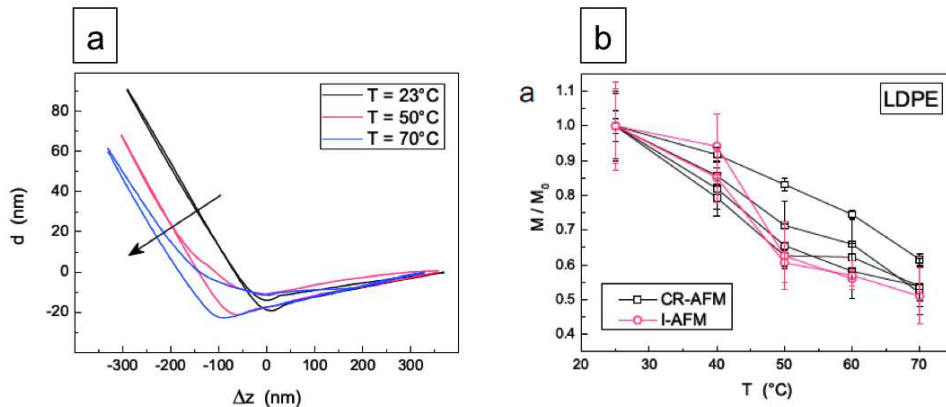 a
b
T = 23°C
T = 50°C
T = 70°C
80
60
40
20
0
-20
d (nm)
-300 -200 -100 0 100 200 300
Δz (nm)
a
LDPE
1.1
1.0
0.9
0.8
0.7
0.6
0.5
0.4
M / M0
CR-AFM
I-AFM
20 30 40 50 60 70
T (°C)